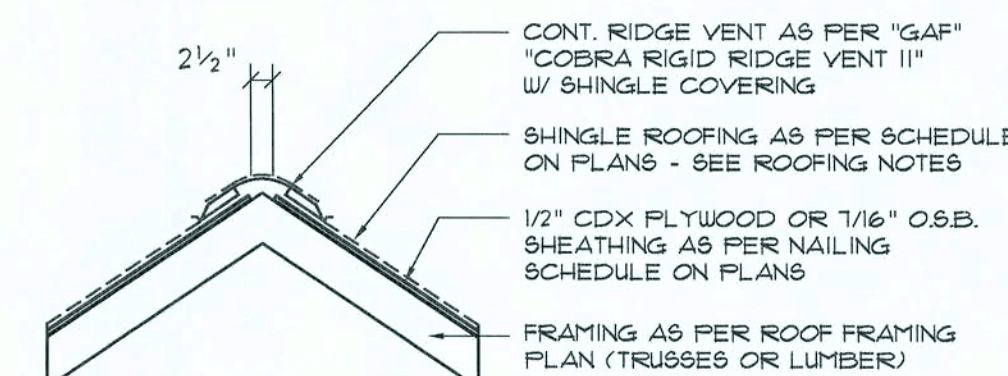 2½"
CONT. RIDGE VENT AS PER "GAF"
"COBRA RIGID RIDGE VENT II"
W/ SHINGLE COVERING
SHINGLE ROOFING AS PER SCHEDULE
ON PLANS - SEE ROOFING NOTES
1/2" CDX PLYWOOD OR 7/16" O.S.B.
SHEATHING AS PER NAILING
SCHEDULE ON PLANS
FRAMING AS PER ROOF FRAMING
PLAN (TRUSSES OR LUMBER)